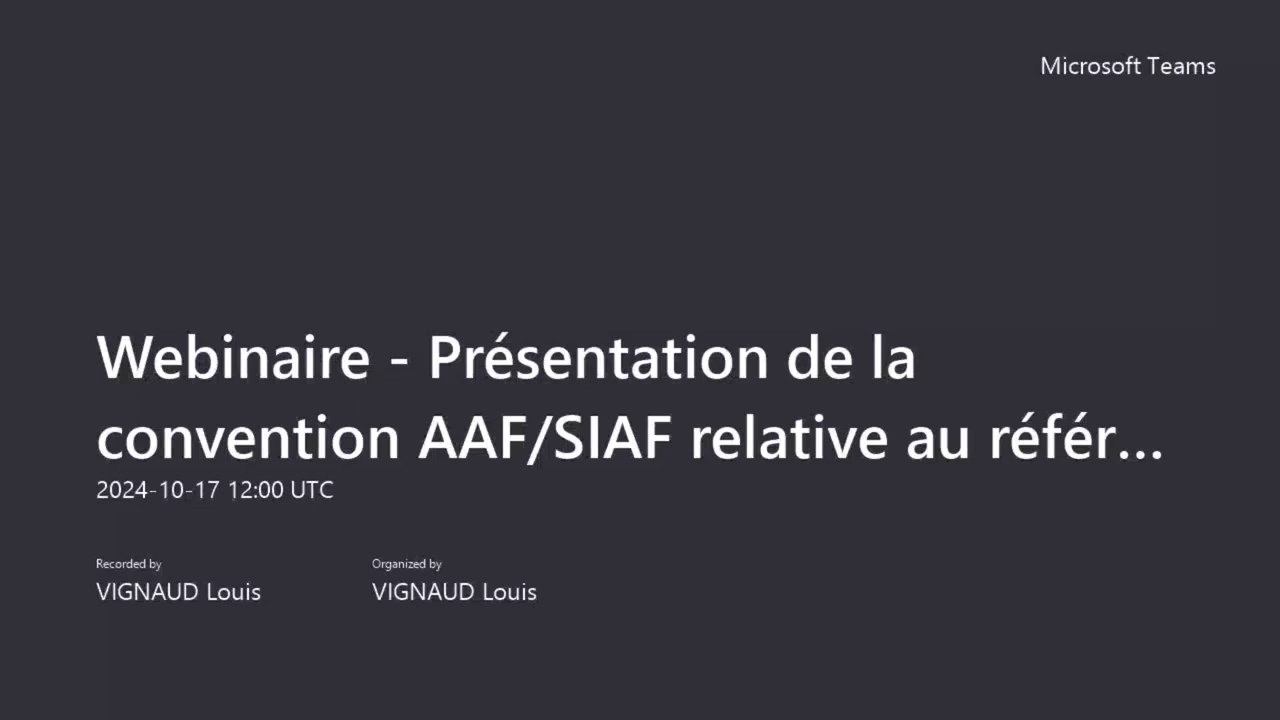 Microsoft Teams
Webinaire - Présentation de la
convention AAF/SIAF relative au référ...
2024-10-17 12:00 UTC
Recorded by
VIGNAUD Louis
Organized by
VIGNAUD Louis